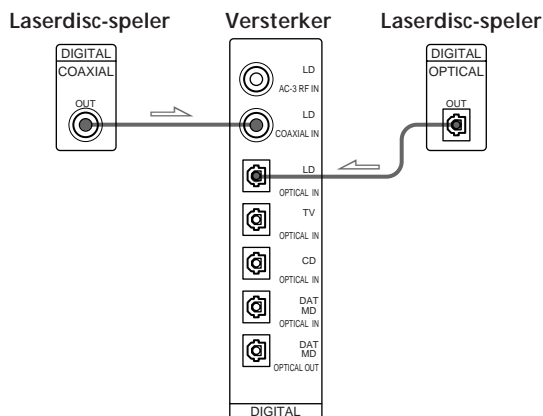 Laserdisc-speler
DIGITAL
COAXIAL
OUT
Versterker
LD
AC-3 RF IN
LD
COAXIAL IN
LD
OPTICAL IN
TV
OPTICAL IN
CD
OPTICAL IN
DAT
MD
OPTICAL IN
DAT
MD
OPTICAL OUT
DIGITAL
Laserdisc-speler
DIGITAL
OPTICAL
OUT